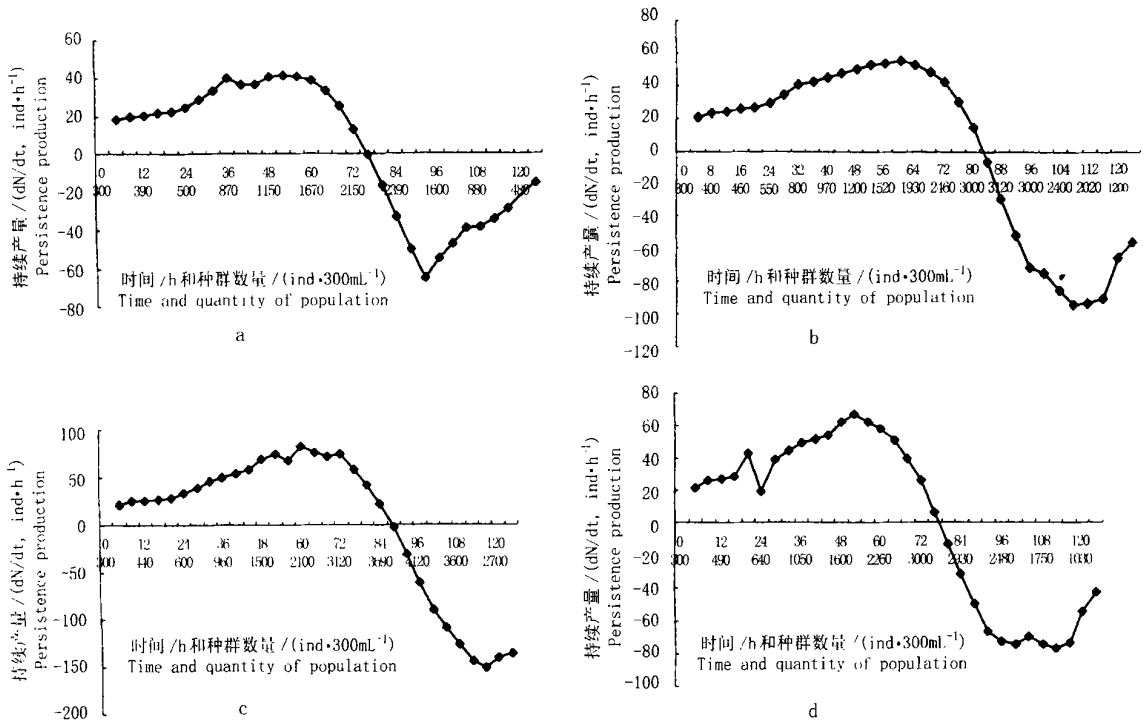 60
40
20
0
-20
-40
-60
-80
持续产量/(dN/dt, ind•h⁻¹)
Persistence production
0 12 24 36 48 60 72 84 96 108 120
300 390 500 870 1150 1670 2150 2390 1600 880 480
时间/h和种群数量/(ind•300mL⁻¹)
Time and quantity of population
a
80
60
40
20
0
-20
-40
-60
-80
-100
-120
持续产量/(dN/dt, ind•h⁻¹)
Persistence production
0 8 16 24 32 40 48 56 64 72 80 88 96 104 112 120
300 400 460 550 800 970 1200 1520 1930 2460 3000 3120 3000 2400 2020 1200
时间/h和种群数量/(ind•300mL⁻¹)
Time and quantity of population
b
100
50
0
-50
-100
-150
-200
持续产量/(dN/dt, ind•h⁻¹)
Persistence production
0 12 24 36 48 60 72 84 96 108 120
300 440 600 960 1500 2100 3120 3690 4120 3600 2700
时间/h和种群数量/(ind•300mL⁻¹)
Time and quantity of population
c
80
60
40
20
0
-20
-40
-60
-80
-100
持续产量/(dN/dt, ind•h⁻¹)
Persistence production
0 12 24 36 48 60 72 84 96 108 120
300 490 640 1050 1600 2260 3000 2480 1750 1030
时间/h和种群数量/(ind•300mL⁻¹)
Time and quantity of population
d